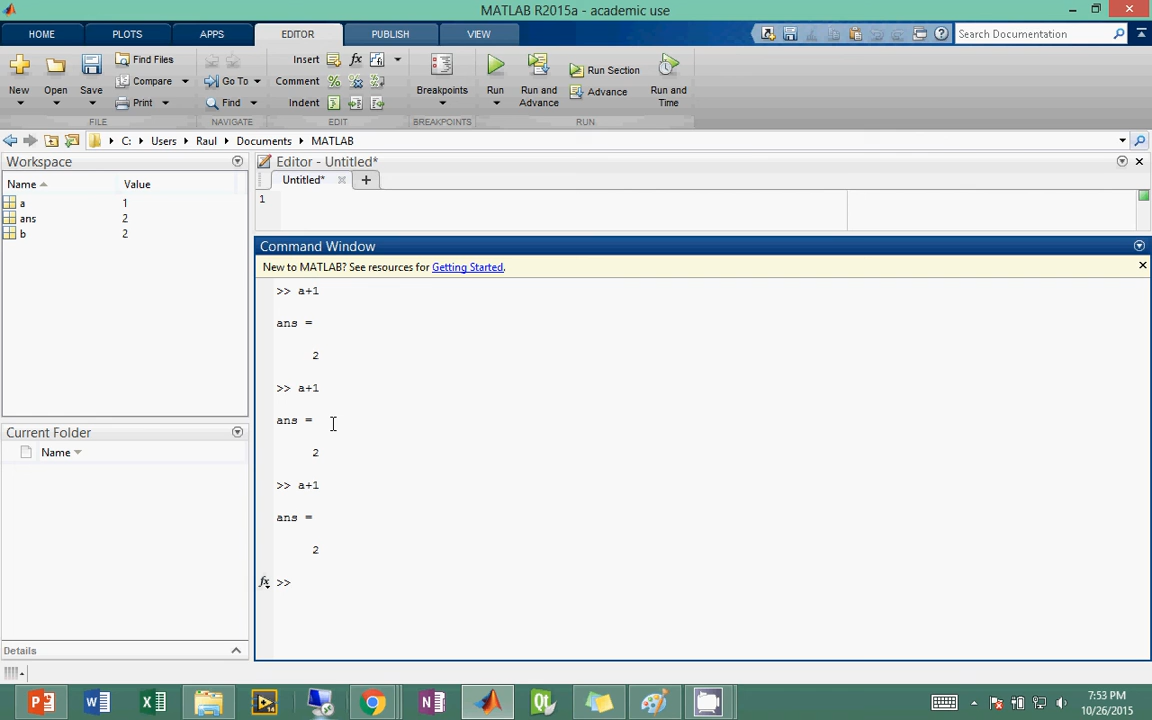 MATLAB R2015a - academic use
HOME PLOTS APPS EDITOR PUBLISH VIEW Search Documentation
New Open Save Find Files Compare Print Go To Find Insert Comment Indent Breakpoints Run Run and Advance Run Section Advance Run and Time
FILE NAVIGATE EDIT BREAKPOINTS RUN
C: Users Raul Documents MATLAB
Workspace
Name Value
a 1
ans 2
b 2
Current Folder
Name
Details
Editor - Untitled*
Untitled*
1
Command Window
New to MATLAB? See resources for Getting Started.
>> a+1
ans =
2
>> a+1
ans =
2
>> a+1
ans =
2
fx >>
7:53 PM
10/26/2015